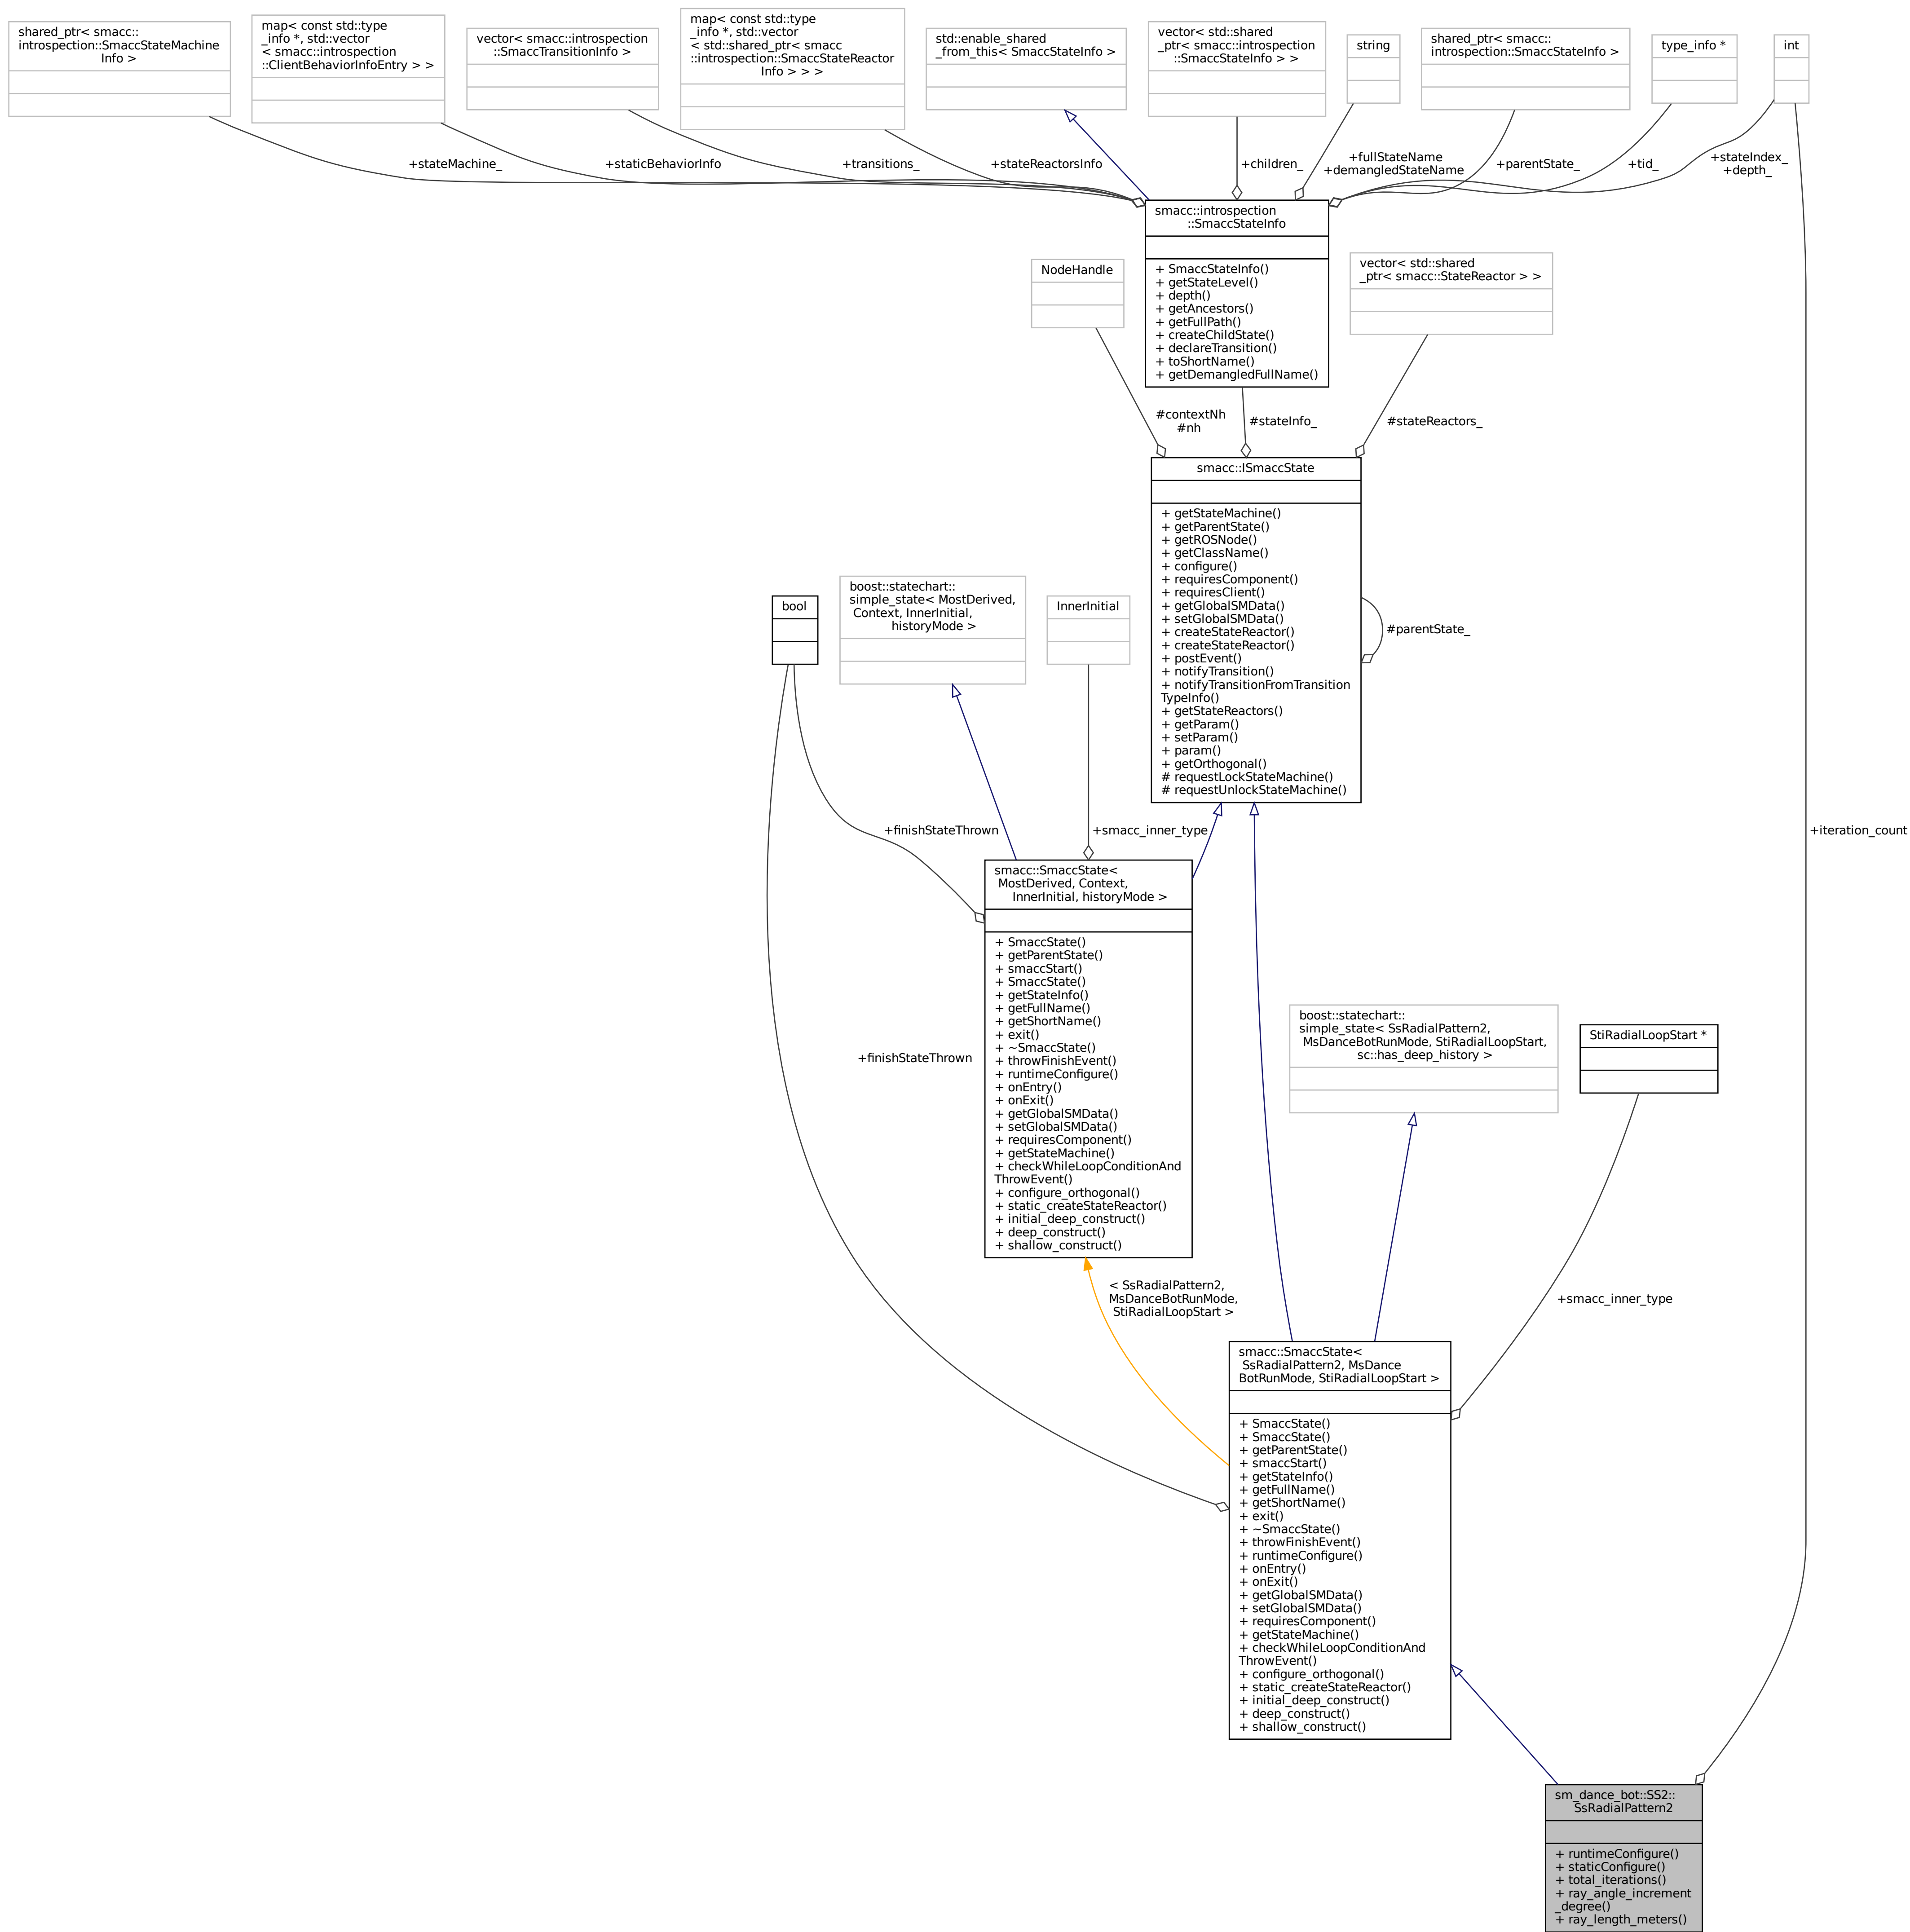 shared_ptr< smacc::
introspection::SmaccStateMachine
Info >
map< const std::type
_info *, std::vector
< smacc::introspection
::ClientBehaviorInfoEntry > >
vector< smacc::introspection
::SmaccTransitionInfo >
map< const std::type
_info *, std::vector
< std::shared_ptr< smacc
::introspection::SmaccStateReactor
Info > > >
std::enable_shared
_from_this< SmaccStateInfo >
vector< std::shared
_ptr< smacc::introspection
::SmaccStateInfo > >
string
shared_ptr< smacc::
introspection::SmaccStateInfo >
type_info *
int
+stateMachine_
+staticBehaviorInfo
+transitions_
+stateReactorsInfo
+children_
+fullStateName
+demangledStateName
+parentState_
+tid_
+stateIndex_
+depth_
smacc::introspection
::SmaccStateInfo
+ SmaccStateInfo()
+ getStateLevel()
+ depth()
+ getAncestors()
+ getFullPath()
+ createChildState()
+ declareTransition()
+ toShortName()
+ getDemangledFullName()
NodeHandle
vector< std::shared
_ptr< smacc::StateReactor > >
#contextNh
#nh
#stateInfo_
#stateReactors_
smacc::ISmaccState
+ getStateMachine()
+ getParentState()
+ getROSNode()
+ getClassName()
+ configure()
+ requiresComponent()
+ requiresClient()
+ getGlobalSMData()
+ setGlobalSMData()
+ createStateReactor()
+ createStateReactor()
+ postEvent()
+ notifyTransition()
+ notifyTransitionFromTransition
TypeInfo()
+ getStateReactors()
+ getParam()
+ setParam()
+ param()
+ getOrthogonal()
# requestLockStateMachine()
# requestUnlockStateMachine()
#parentState_
bool
boost::statechart::
simple_state< MostDerived,
Context, InnerInitial,
historyMode >
InnerInitial
+finishStateThrown
+smacc_inner_type
+iteration_count
smacc::SmaccState<
MostDerived, Context,
InnerInitial, historyMode >
+ SmaccState()
+ getParentState()
+ smaccStart()
+ SmaccState()
+ getStateInfo()
+ getFullName()
+ getShortName()
+ exit()
+ ~SmaccState()
+ throwFinishEvent()
+ runtimeConfigure()
+ onEntry()
+ onExit()
+ getGlobalSMData()
+ setGlobalSMData()
+ requiresComponent()
+ getStateMachine()
+ checkWhileLoopConditionAnd
ThrowEvent()
+ configure_orthogonal()
+ static_createStateReactor()
+ initial_deep_construct()
+ deep_construct()
+ shallow_construct()
+finishStateThrown
boost::statechart::
simple_state< SsRadialPattern2,
MsDanceBotRunMode, StiRadialLoopStart,
sc::has_deep_history >
StiRadialLoopStart *
< SsRadialPattern2,
MsDanceBotRunMode,
StiRadialLoopStart >
+smacc_inner_type
smacc::SmaccState<
SsRadialPattern2, MsDance
BotRunMode, StiRadialLoopStart >
+ SmaccState()
+ SmaccState()
+ getParentState()
+ smaccStart()
+ getStateInfo()
+ getFullName()
+ getShortName()
+ exit()
+ ~SmaccState()
+ throwFinishEvent()
+ runtimeConfigure()
+ onEntry()
+ onExit()
+ getGlobalSMData()
+ setGlobalSMData()
+ requiresComponent()
+ getStateMachine()
+ checkWhileLoopConditionAnd
ThrowEvent()
+ configure_orthogonal()
+ static_createStateReactor()
+ initial_deep_construct()
+ deep_construct()
+ shallow_construct()
sm_dance_bot::SS2::
SsRadialPattern2
+ runtimeConfigure()
+ staticConfigure()
+ total_iterations()
+ ray_angle_increment
_degree()
+ ray_length_meters()